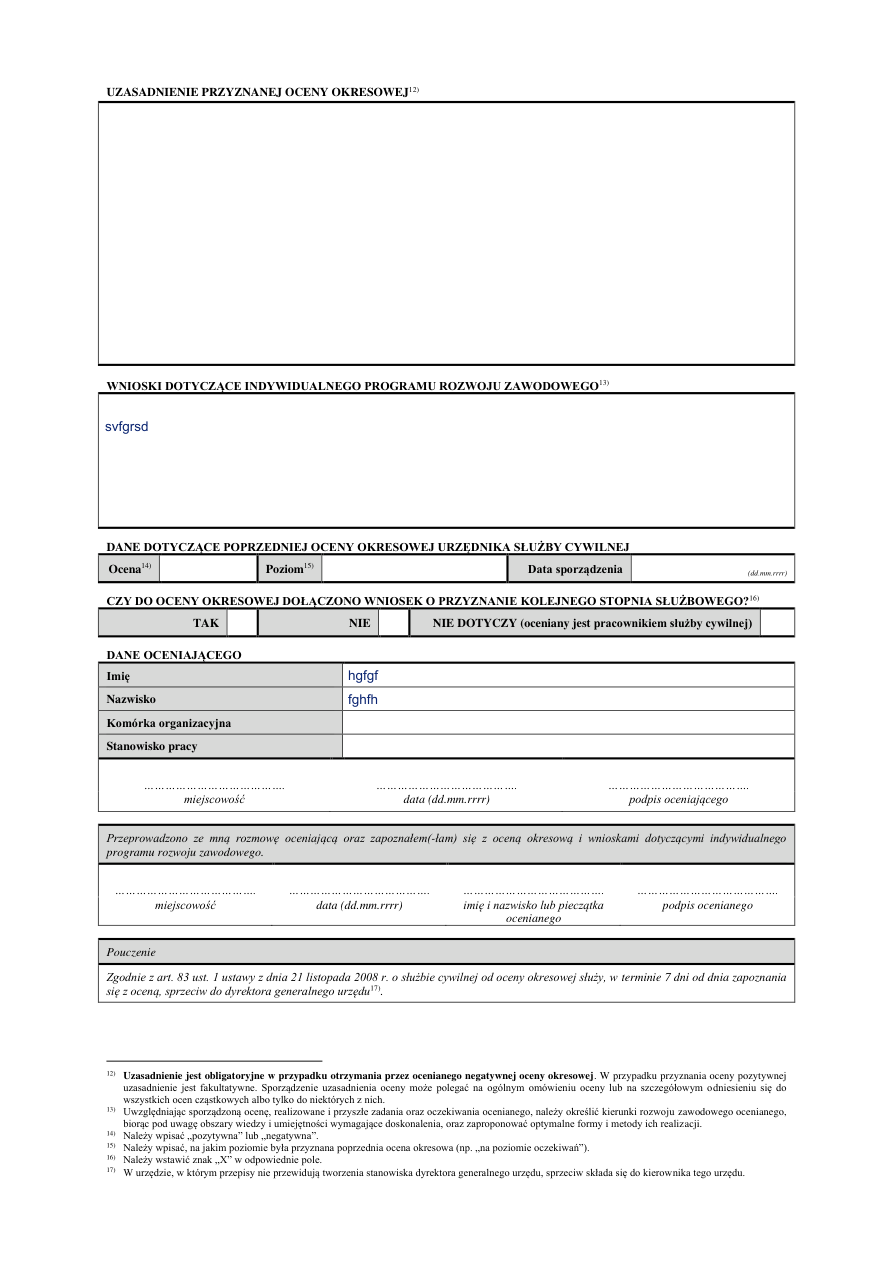 UZASADNIENIE PRZYZNANEJ OCENY OKRESOWEJ12)
WNIOSKI DOTYCZĄCE INDYWIDUALNEGO PROGRAMU ROZWOJU ZAWODOWEGO13)
svfgrsd
DANE DOTYCZĄCE POPRZEDNIEJ OCENY OKRESOWEJ URZĘDNIKA SŁUŻBY CYWILNEJ
Ocena14) Poziom15) Data sporządzenia (dd.mm.rrrr)
CZY DO OCENY OKRESOWEJ DOŁĄCZONO WNIOSEK O PRZYZNANIE KOLEJNEGO STOPNIA SŁUŻBOWEGO?16)
TAK NIE NIE DOTYCZY (oceniany jest pracownikiem służby cywilnej)
DANE OCENIAJĄCEGO
Imię hgfgf
Nazwisko fghfh
Komórka organizacyjna
Stanowisko pracy
…………………………………. …………………………………. ………………………………….
miejscowość data (dd.mm.rrrr) podpis oceniającego
Przeprowadzono ze mną rozmowę oceniającą oraz zapoznałem(-łam) się z oceną okresową i wnioskami dotyczącymi indywidualnego
programu rozwoju zawodowego.
…………………………………. …………………………………. …………………………………. ………………………………….
miejscowość data (dd.mm.rrrr) imię i nazwisko lub pieczątka podpis ocenianego
ocenianego
Pouczenie
Zgodnie z art. 83 ust. 1 ustawy z dnia 21 listopada 2008 r. o służbie cywilnej od oceny okresowej służy, w terminie 7 dni od dnia zapoznania
się z oceną, sprzeciw do dyrektora generalnego urzędu17).
12) Uzasadnienie jest obligatoryjne w przypadku otrzymania przez ocenianego negatywnej oceny okresowej. W przypadku przyznania oceny pozytywnej
uzasadnienie jest fakultatywne. Sporządzenie uzasadnienia oceny może polegać na ogólnym omówieniu oceny lub na szczegółowym odniesieniu się do
wszystkich ocen cząstkowych albo tylko do niektórych z nich.
13) Uwzględniając sporządzoną ocenę, realizowane i przyszłe zadania oraz oczekiwania ocenianego, należy określić kierunki rozwoju zawodowego ocenianego,
biorąc pod uwagę obszary wiedzy i umiejętności wymagające doskonalenia, oraz zaproponować optymalne formy i metody ich realizacji.
14) Należy wpisać „pozytywna” lub „negatywna”.
15) Należy wpisać, na jakim poziomie była przyznana poprzednia ocena okresowa (np. „na poziomie oczekiwań”).
16) Należy wstawić znak „X” w odpowiednie pole.
17) W urzędzie, w którym przepisy nie przewidują tworzenia stanowiska dyrektora generalnego urzędu, sprzeciw składa się do kierownika tego urzędu.